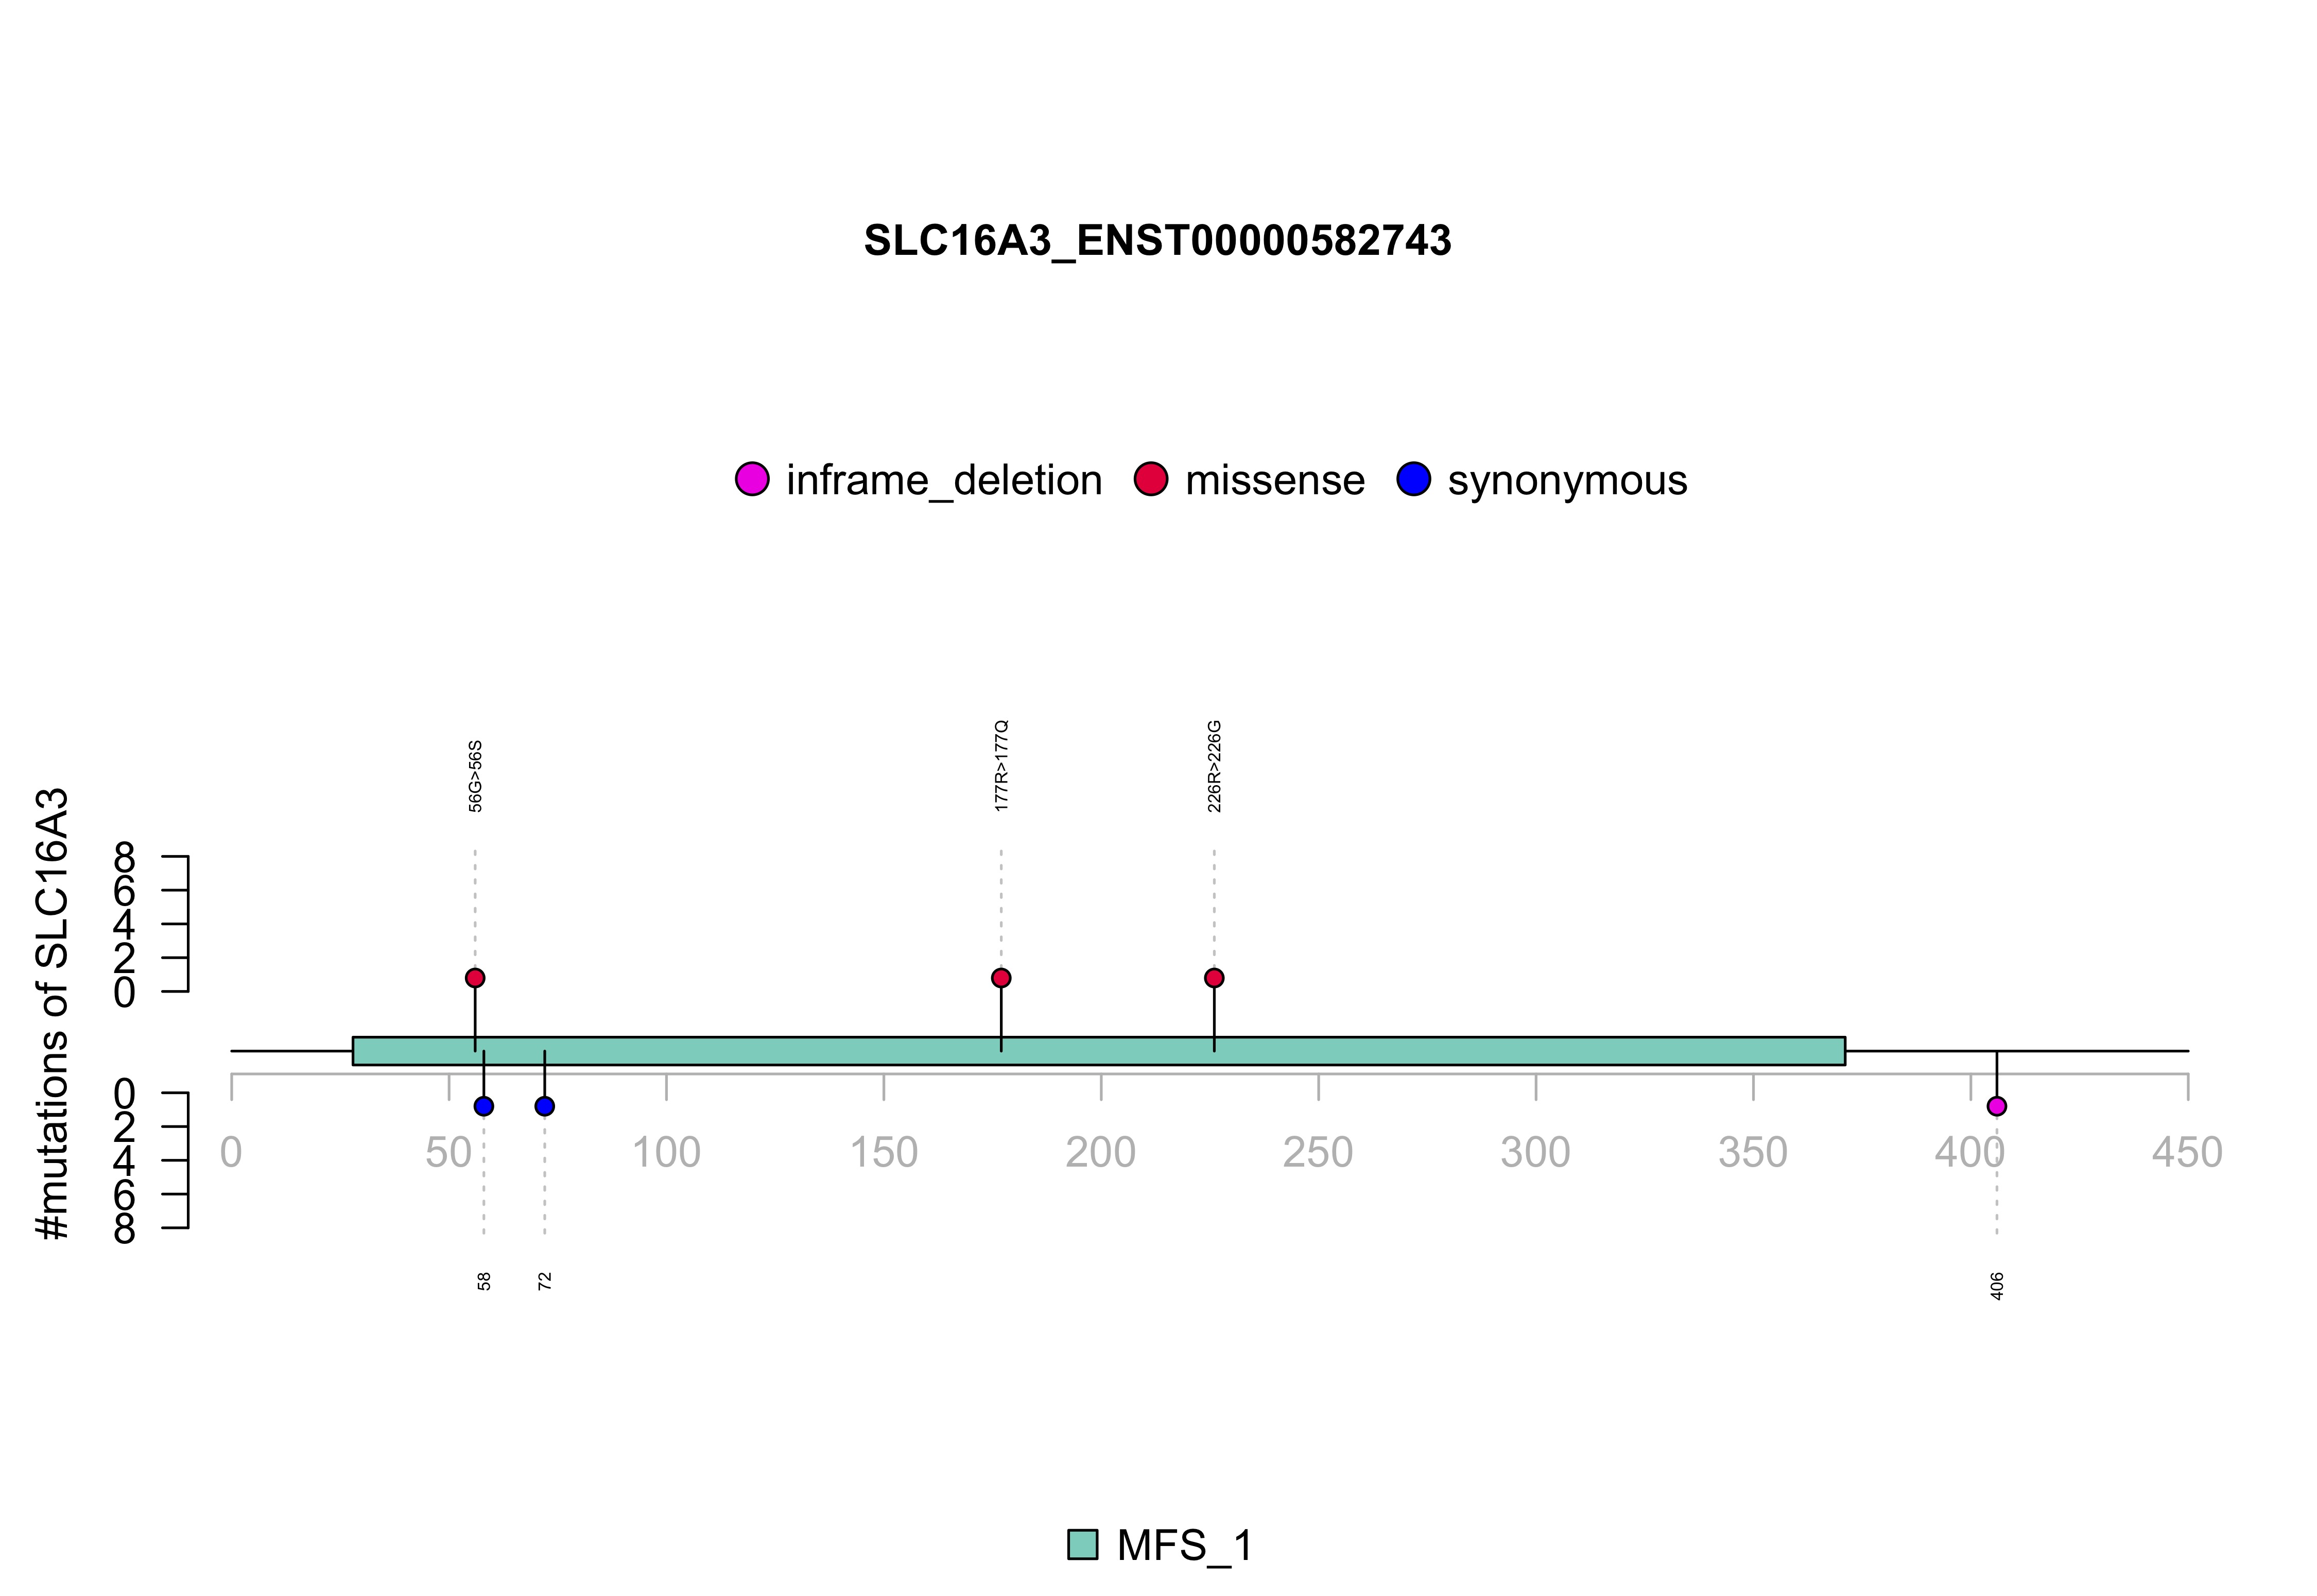 SLC16A3_ENST00000582743
inframe_deletion missense synonymous
56G>56S 177R>177Q 226R>226G
#mutations of SLC16A3
8
6
4
2
0
0
2
4
6
8
0 50 100 150 200 250 300 350 400 450
58 72 406
MFS_1